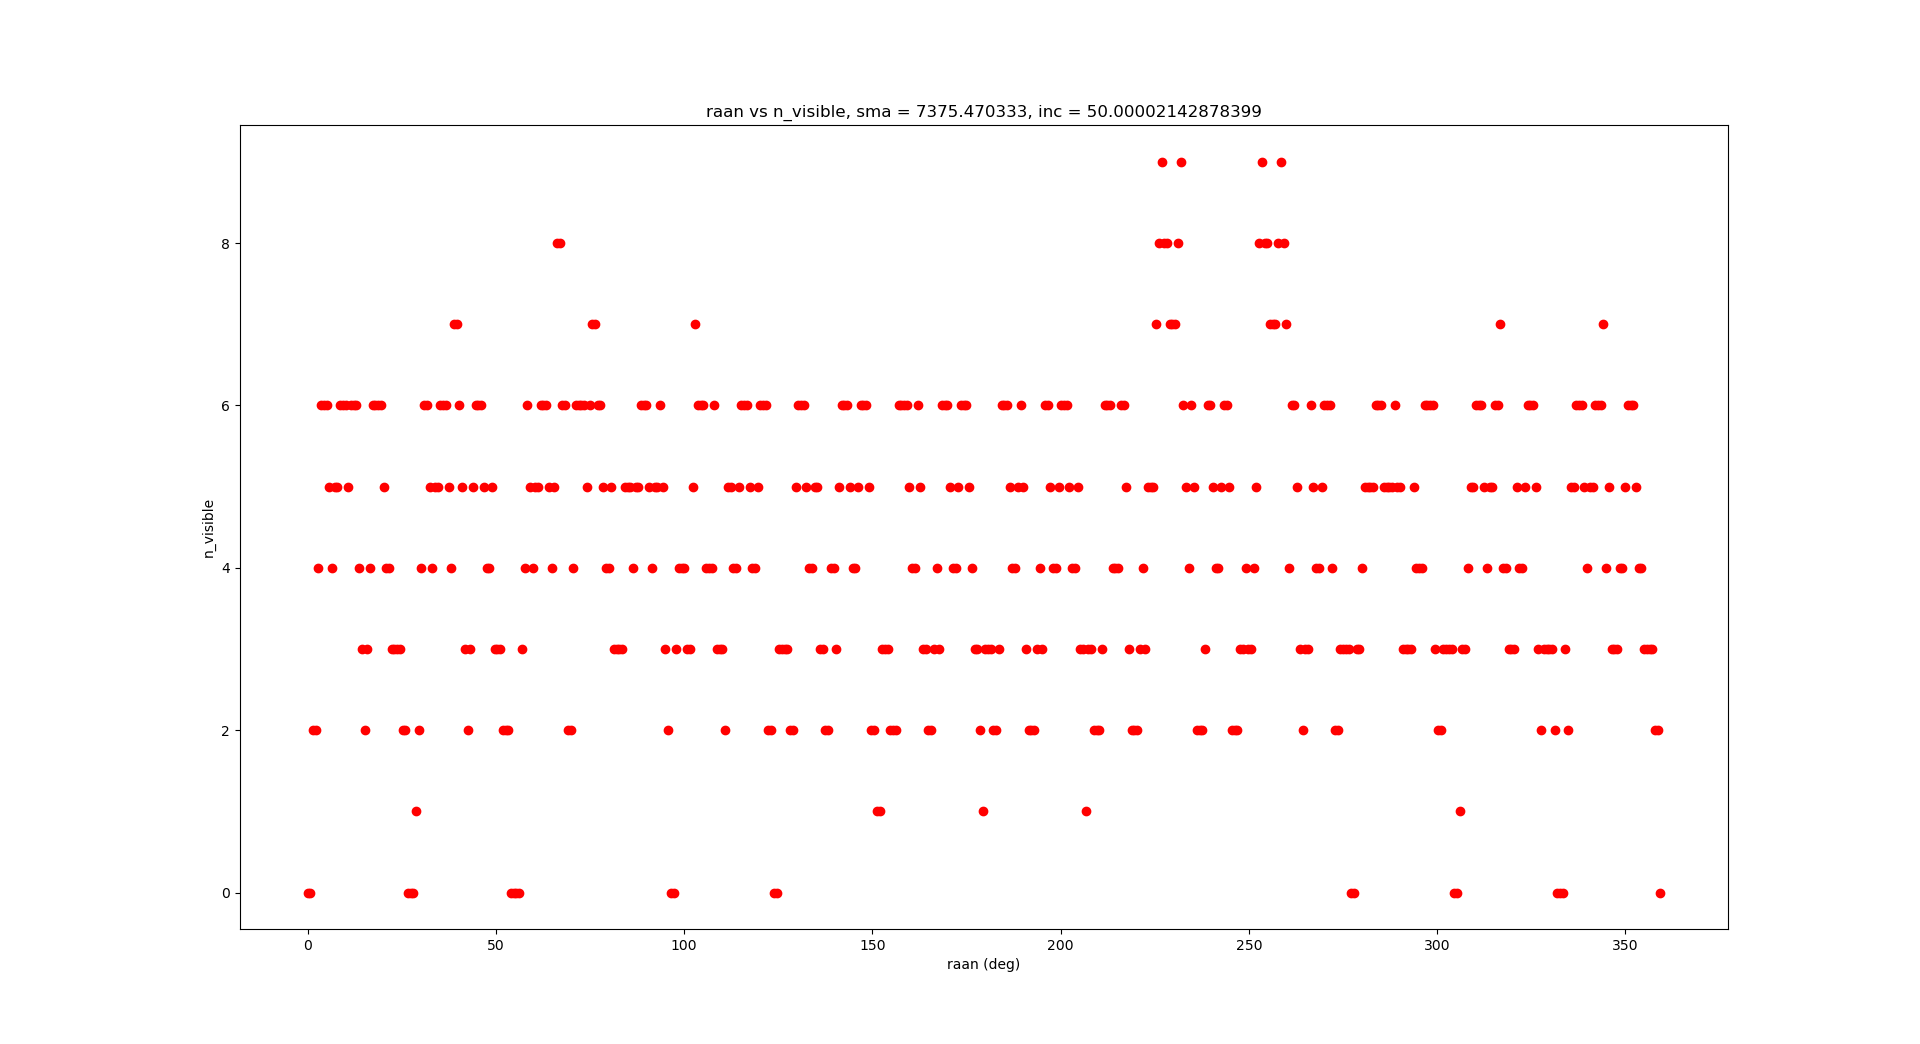 raan vs n_visible, sma = 7375.470333, inc = 50.00002142878399
8
6
4
2
0
n_visible
0 50 100 150 200 250 300 350
raan (deg)